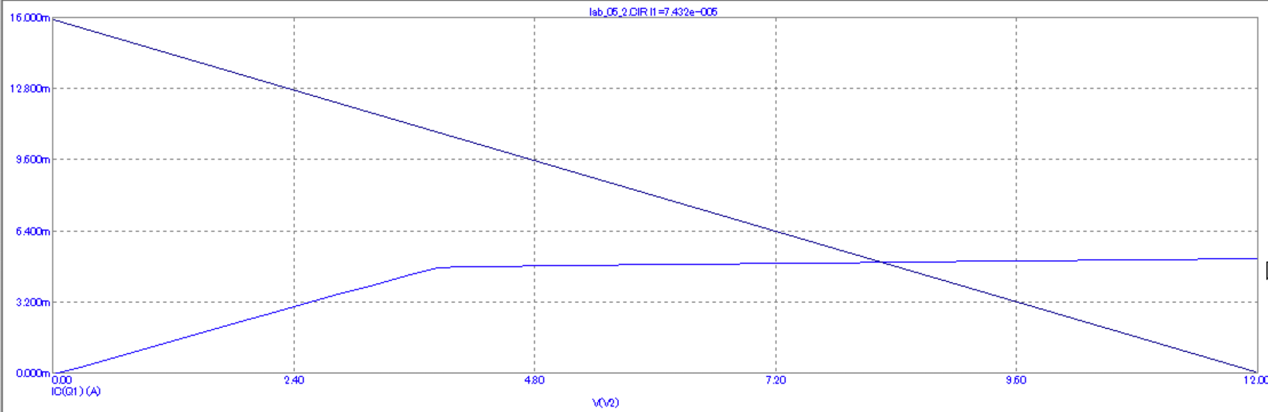 lab_05_2.CIR I1=7.432e-005
16.000m
12.800m
9.600m
6.400m
3.200m
0.000m
0.00 2.40 4.80 7.20 9.60 12.00
IC(Q1) (A)
V(V2)